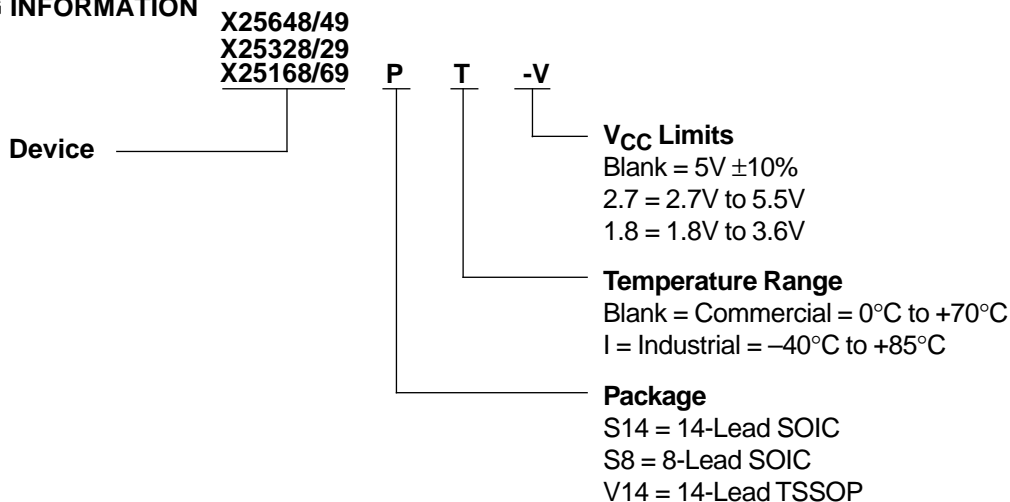 INFORMATION
X25648/49
X25328/29
X25168/69 P T -V
Device
VCC Limits
Blank = 5V ±10%
2.7 = 2.7V to 5.5V
1.8 = 1.8V to 3.6V
Temperature Range
Blank = Commercial = 0°C to +70°C
I = Industrial = –40°C to +85°C
Package
S14 = 14-Lead SOIC
S8 = 8-Lead SOIC
V14 = 14-Lead TSSOP